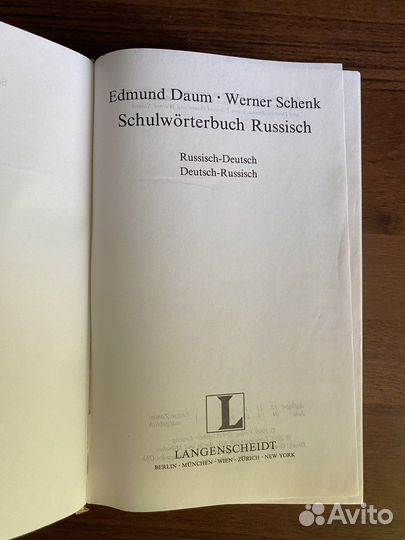 Edmund Daum · Werner Schenk
Schulwörterbuch Russisch
Russisch-Deutsch
Deutsch-Russisch
L
LANGENSCHEIDT
BERLIN · MÜNCHEN · WIEN · ZÜRICH · NEW YORK
Avito